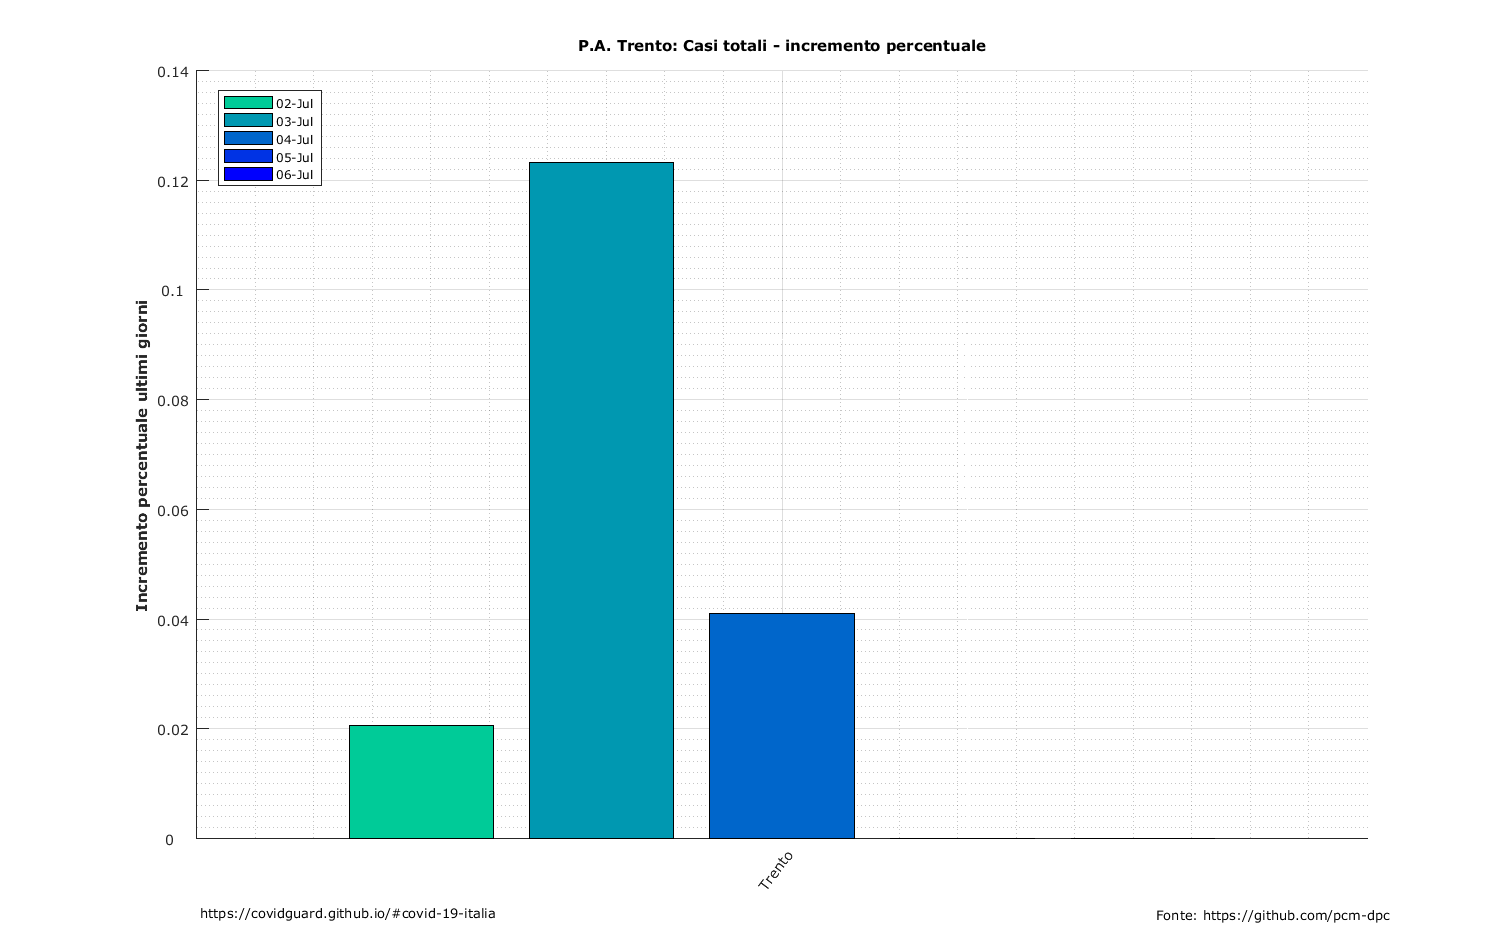 P.A. Trento: Casi totali - incremento percentuale
0.14
0.12
0.1
0.08
0.06
0.04
0.02
0
02-Jul
03-Jul
04-Jul
05-Jul
06-Jul
Incremento percentuale ultimi giorni
Trento
https://covidguard.github.io/#covid-19-italia
Fonte: https://github.com/pcm-dpc